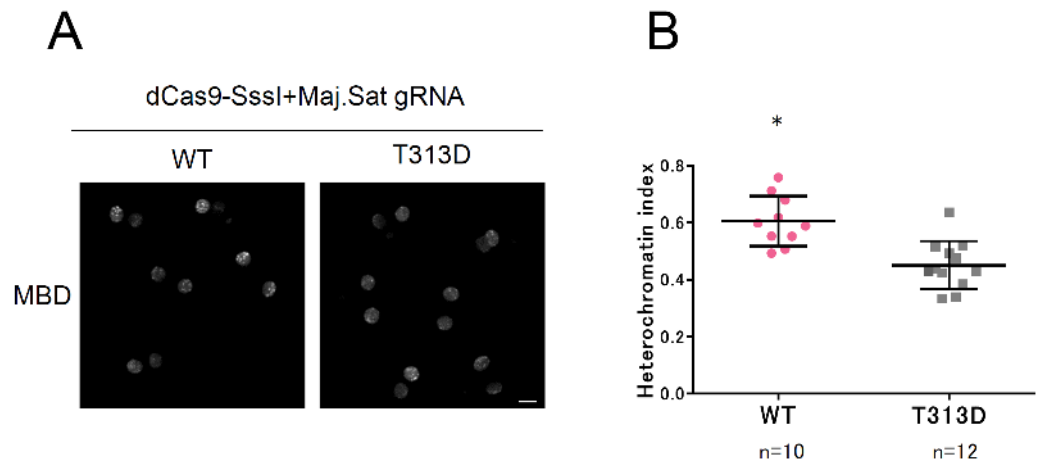 A
dCas9-SssI+Maj.Sat gRNA
WT
T313D
MBD
B
*
Heterochromatin index
0.8
0.6
0.4
0.2
0.0
WT
T313D
n=10
n=12